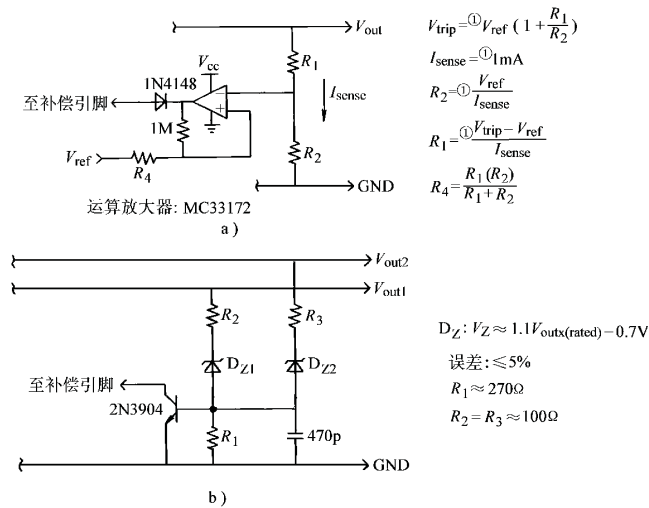 V_out
V_trip=①V_ref(1+R_1/R_2)
R_1
V_cc
I_sense=①1mA
1N4148
−
I_sense
至补偿引脚
+
R_2=①V_ref/I_sense
1M
R_1=①(V_trip−V_ref)/I_sense
V_ref
R_2
R_4
GND
R_4=R_1(R_2)/(R_1+R_2)
运算放大器: MC33172
a)
V_out2
V_out1
R_2
R_3
D_Z: V_Z≈1.1V_outx(rated)−0.7V
D_Z1
D_Z2
误差: ≤5%
至补偿引脚
R_1≈270Ω
2N3904
R_1
470p
R_2=R_3≈100Ω
GND
b)